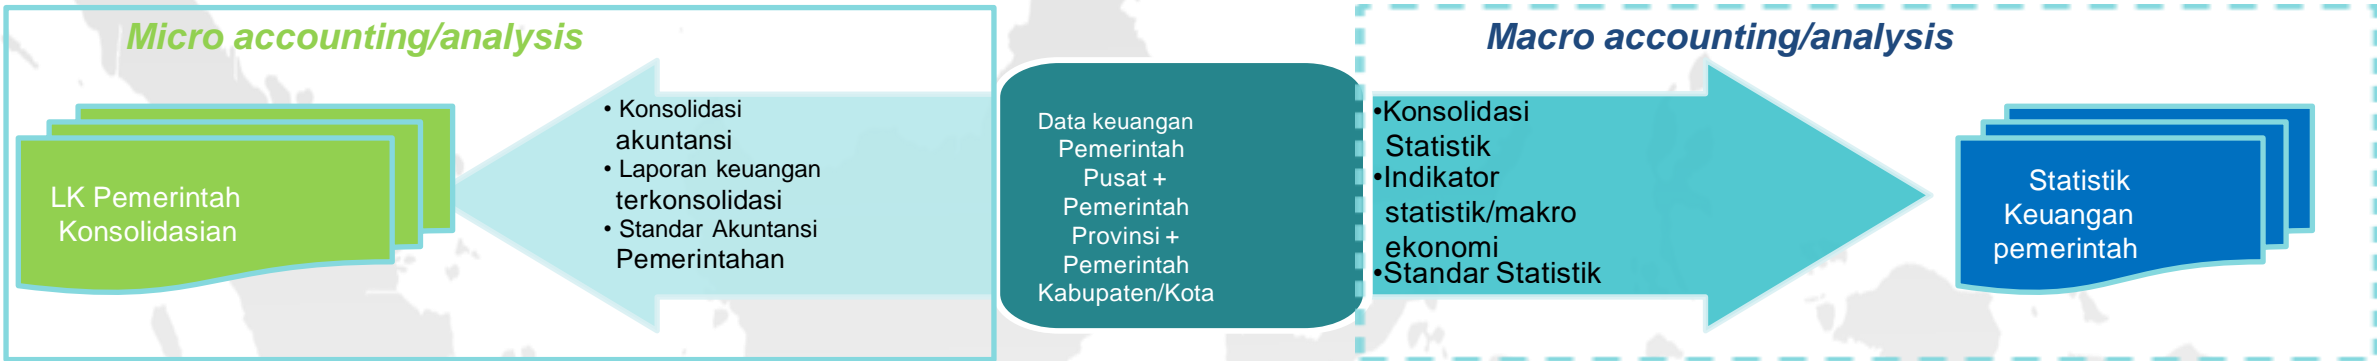 Micro accounting/analysis
LK Pemerintah
Konsolidasian
• Konsolidasi
akuntansi
• Laporan keuangan
terkonsolidasi
• Standar Akuntansi
Pemerintahan
Data keuangan
Pemerintah
Pusat +
Pemerintah
Provinsi +
Pemerintah
Kabupaten/Kota
Macro accounting/analysis
•Konsolidasi
Statistik
•Indikator
statistik/makro
ekonomi
•Standar Statistik
Statistik
Keuangan
pemerintah